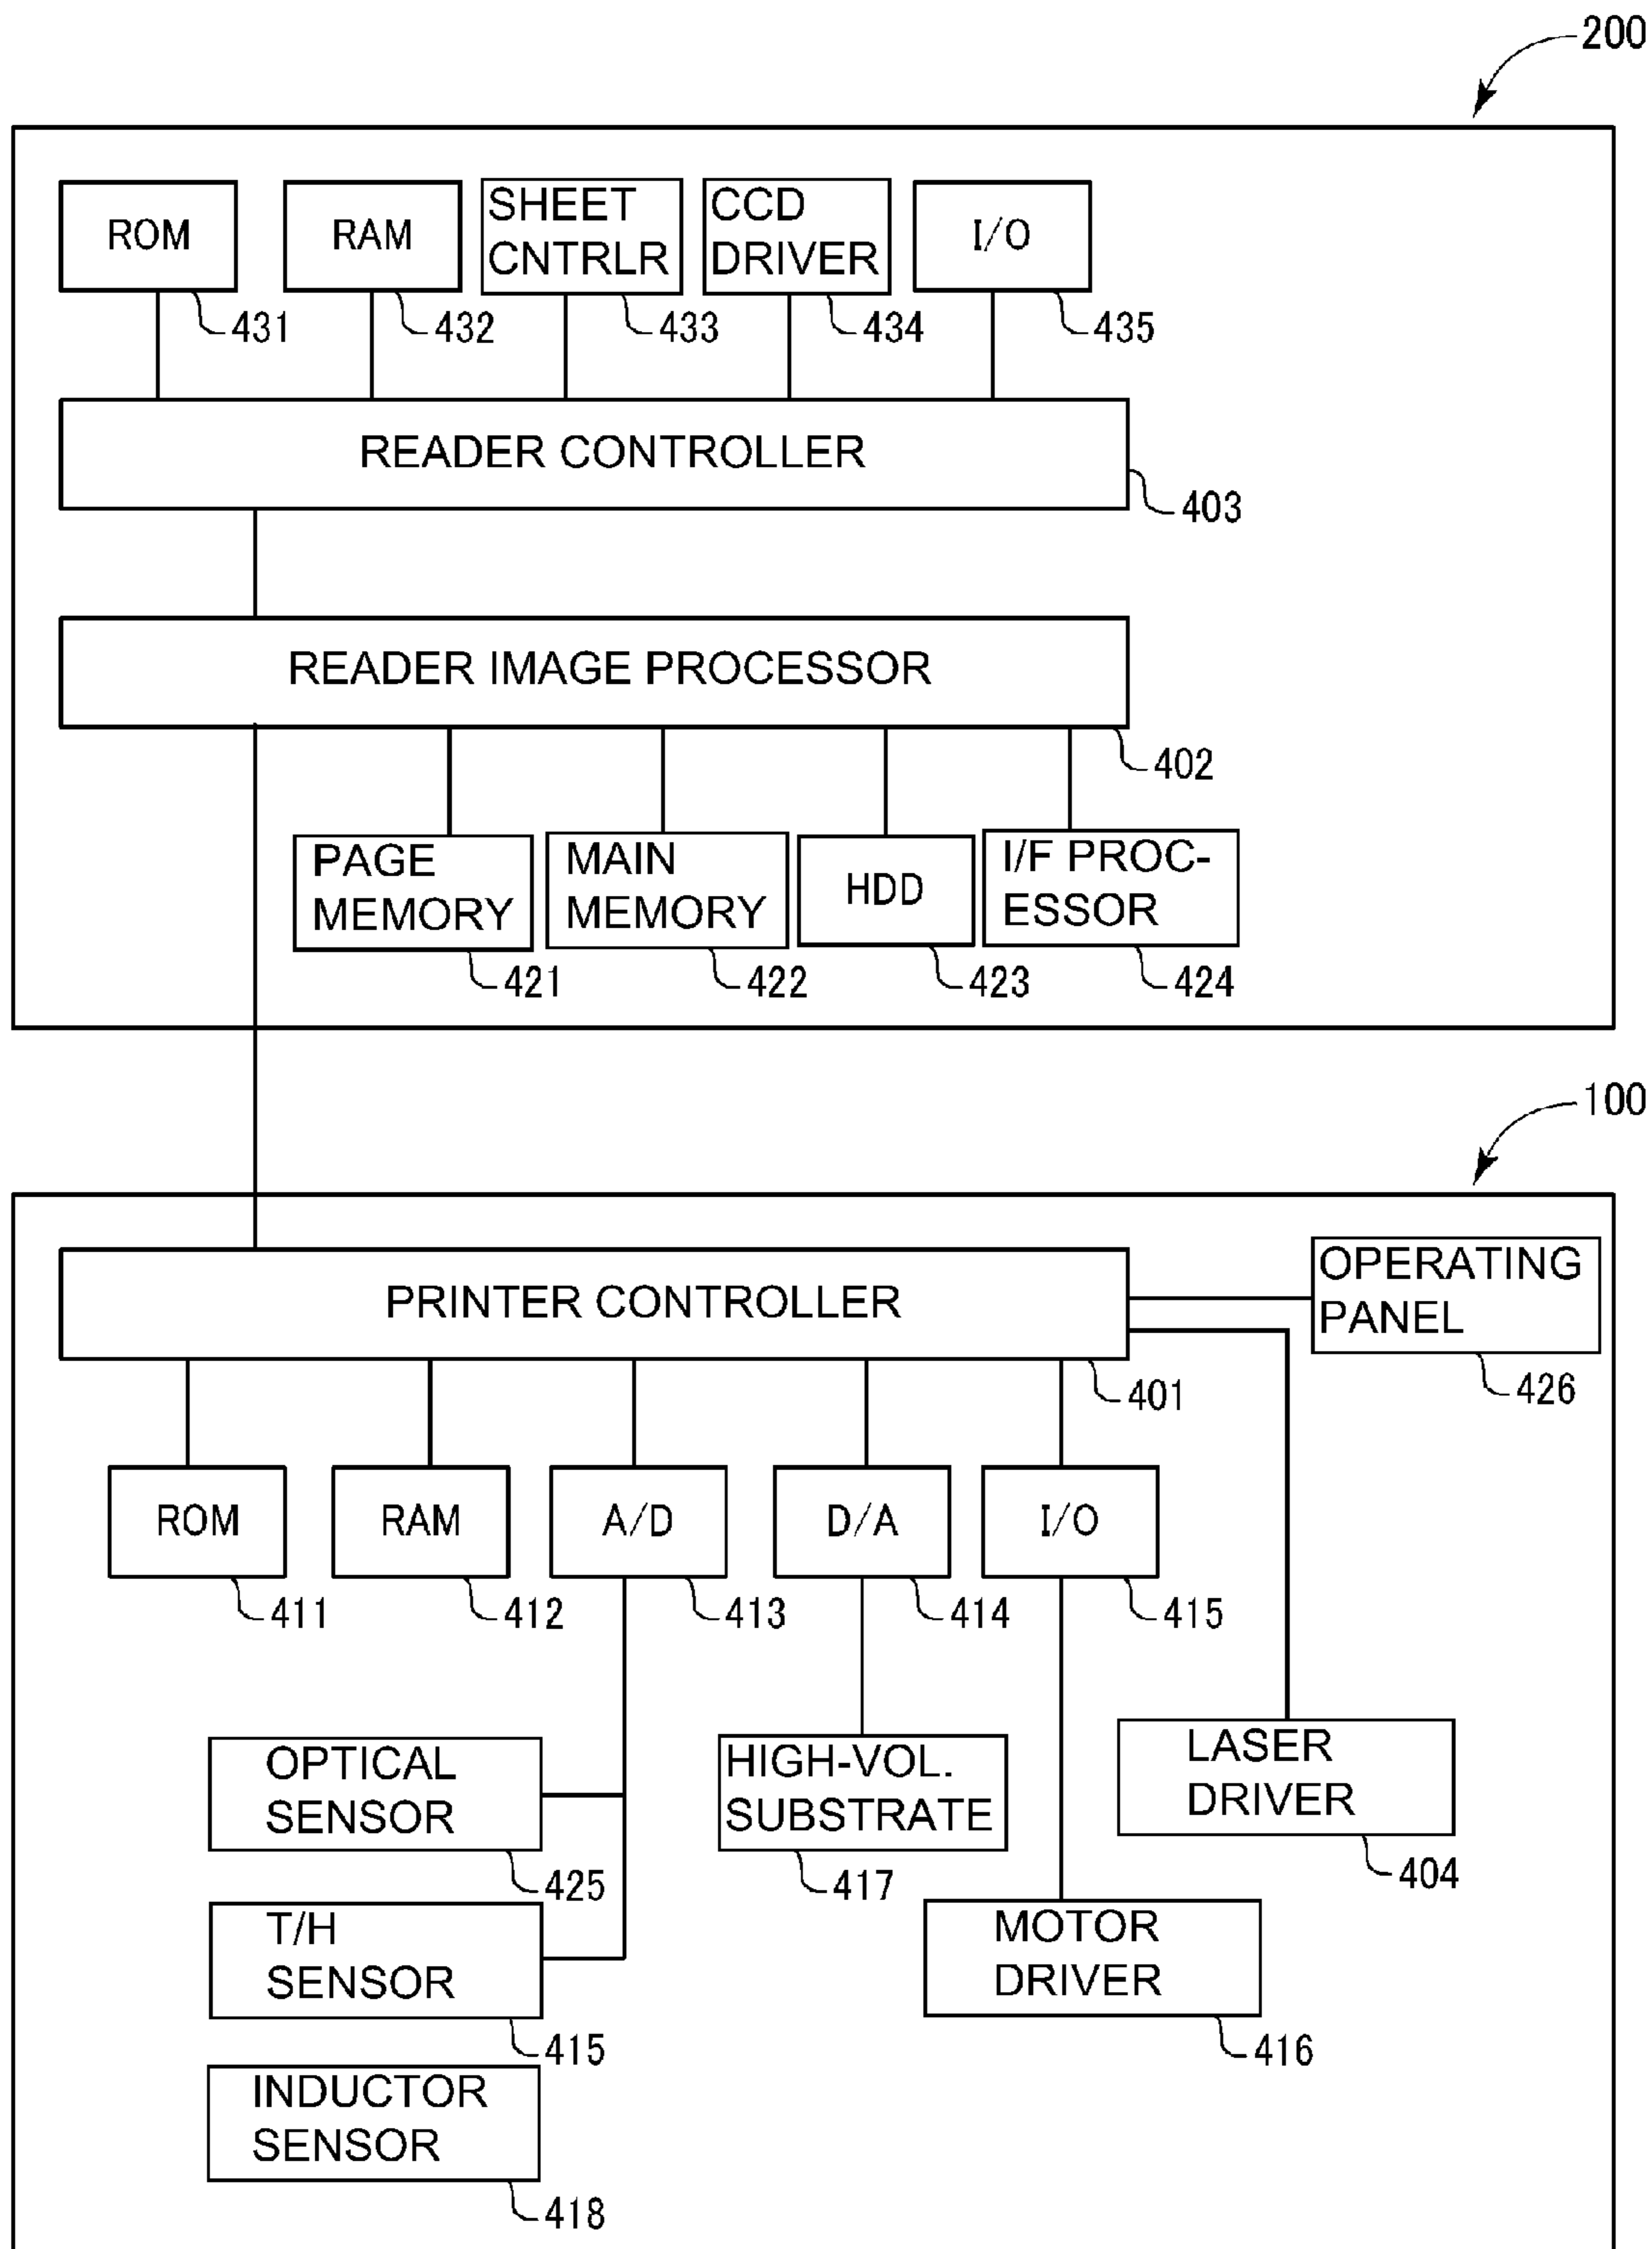 200
ROM
RAM
SHEET
CNTRLR
CCD
DRIVER
I/O
431
432
433
434
435
READER CONTROLLER
403
READER IMAGE PROCESSOR
402
PAGE
MEMORY
MAIN
MEMORY
HDD
I/F PROC-
ESSOR
421
422
423
424
100
PRINTER CONTROLLER
OPERATING
PANEL
401
426
ROM
RAM
A/D
D/A
I/O
411
412
413
414
415
OPTICAL
SENSOR
HIGH-VOL.
SUBSTRATE
LASER
DRIVER
425
417
404
T/H
SENSOR
MOTOR
DRIVER
415
416
INDUCTOR
SENSOR
418